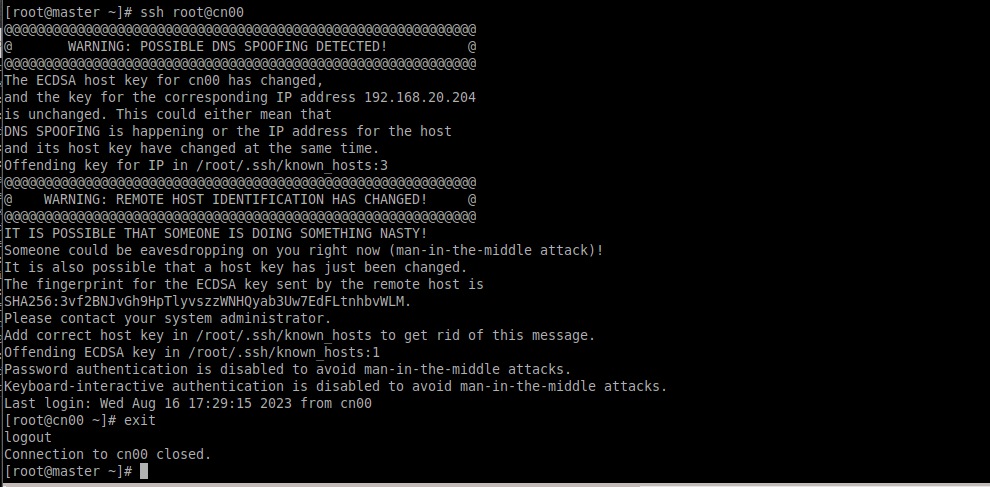 [root@master ~]# ssh root@cn00
@@@@@@@@@@@@@@@@@@@@@@@@@@@@@@@@@@@@@@@@@@@@@@@@@@@@@@@@@@@
@       WARNING: POSSIBLE DNS SPOOFING DETECTED!          @
@@@@@@@@@@@@@@@@@@@@@@@@@@@@@@@@@@@@@@@@@@@@@@@@@@@@@@@@@@@
The ECDSA host key for cn00 has changed,
and the key for the corresponding IP address 192.168.20.204
is unchanged. This could either mean that
DNS SPOOFING is happening or the IP address for the host
and its host key have changed at the same time.
Offending key for IP in /root/.ssh/known_hosts:3
@@@@@@@@@@@@@@@@@@@@@@@@@@@@@@@@@@@@@@@@@@@@@@@@@@@@@@@@@@@
@    WARNING: REMOTE HOST IDENTIFICATION HAS CHANGED!     @
@@@@@@@@@@@@@@@@@@@@@@@@@@@@@@@@@@@@@@@@@@@@@@@@@@@@@@@@@@@
IT IS POSSIBLE THAT SOMEONE IS DOING SOMETHING NASTY!
Someone could be eavesdropping on you right now (man-in-the-middle attack)!
It is also possible that a host key has just been changed.
The fingerprint for the ECDSA key sent by the remote host is
SHA256:3vf2BNJvGh9HpTlyvszzWNHQyab3Uw7EdFLtnhbvWLM.
Please contact your system administrator.
Add correct host key in /root/.ssh/known_hosts to get rid of this message.
Offending ECDSA key in /root/.ssh/known_hosts:1
Password authentication is disabled to avoid man-in-the-middle attacks.
Keyboard-interactive authentication is disabled to avoid man-in-the-middle attacks.
Last login: Wed Aug 16 17:29:15 2023 from cn00
[root@cn00 ~]# exit
logout
Connection to cn00 closed.
[root@master ~]#